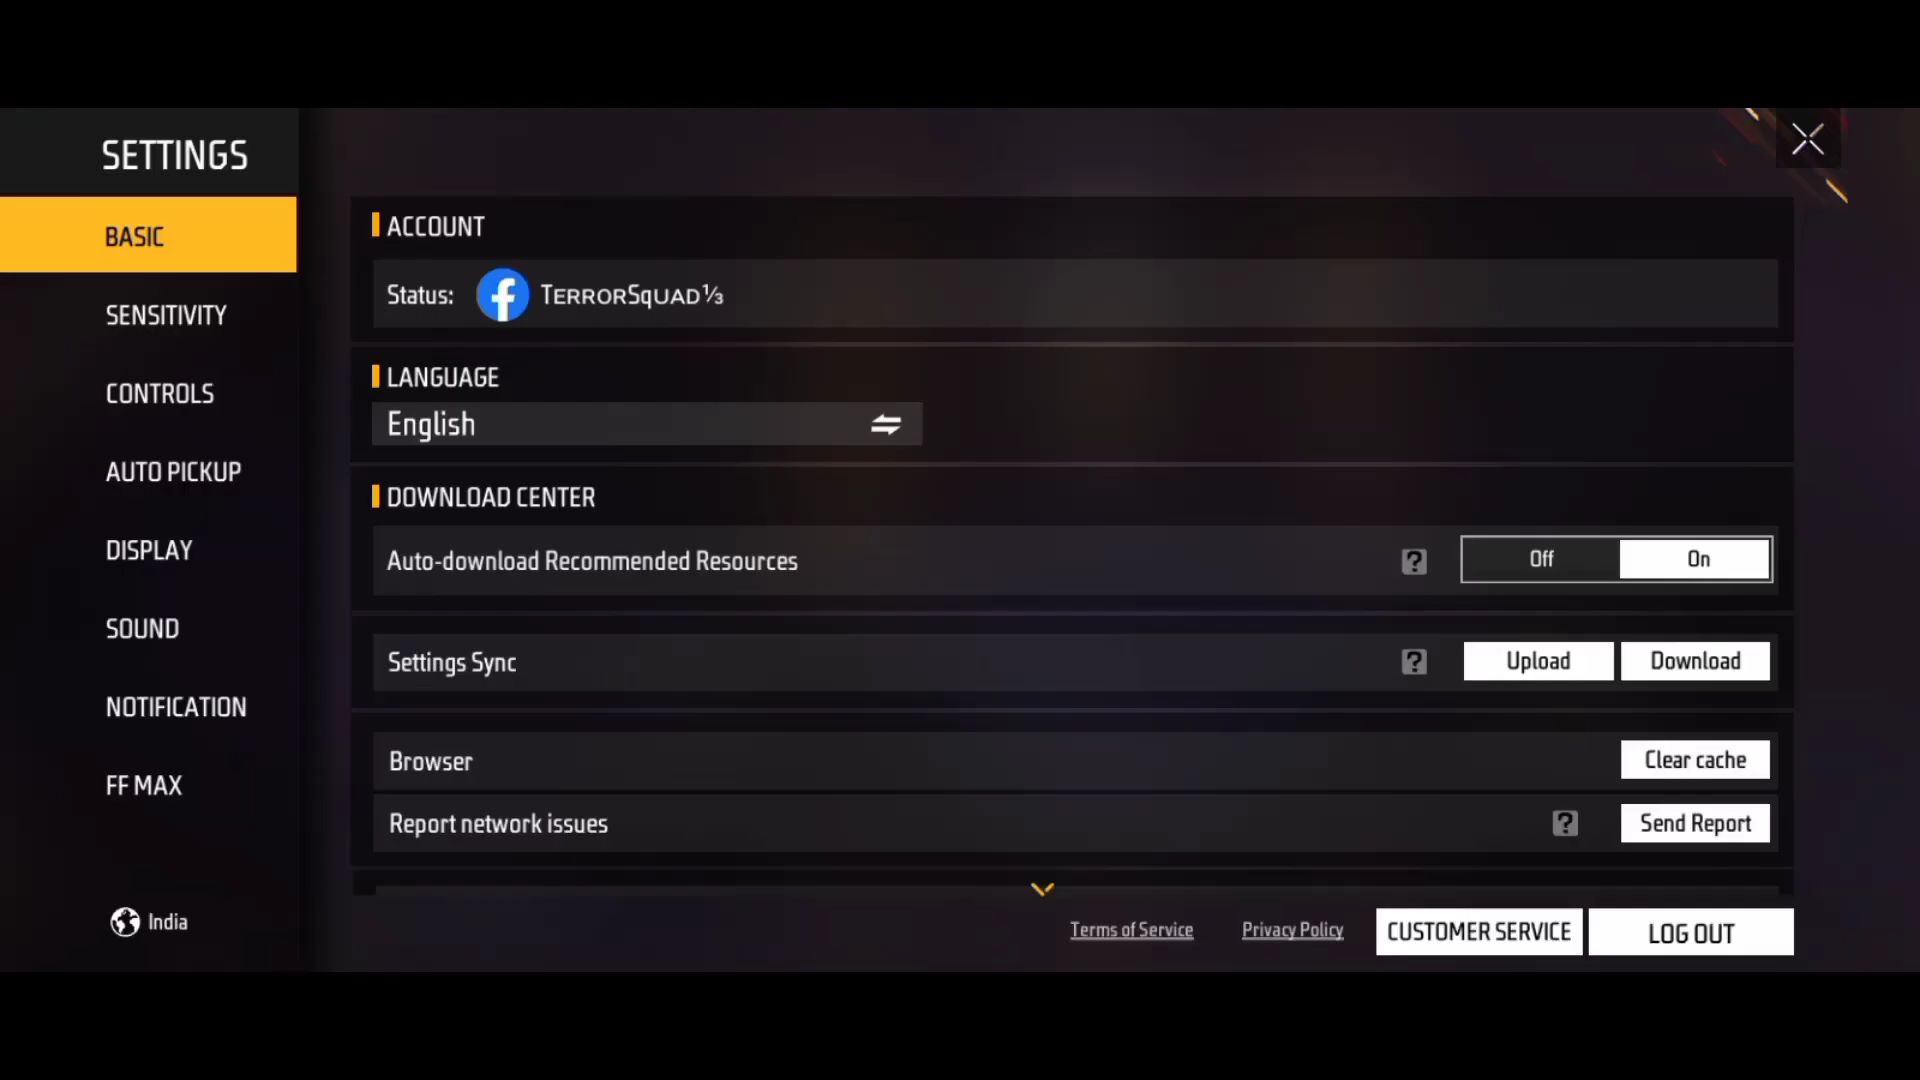 SETTINGS
BASIC
SENSITIVITY
CONTROLS
AUTO PICKUP
DISPLAY
SOUND
NOTIFICATION
FF MAX
India
ACCOUNT
Status: TᴇʀʀᴏʀSǫᴜᴀᴅ⅓
LANGUAGE
English
DOWNLOAD CENTER
Auto-download Recommended Resources ? Off On
Settings Sync ? Upload Download
Browser Clear cache
Report network issues ? Send Report
Terms of Service Privacy Policy CUSTOMER SERVICE LOG OUT